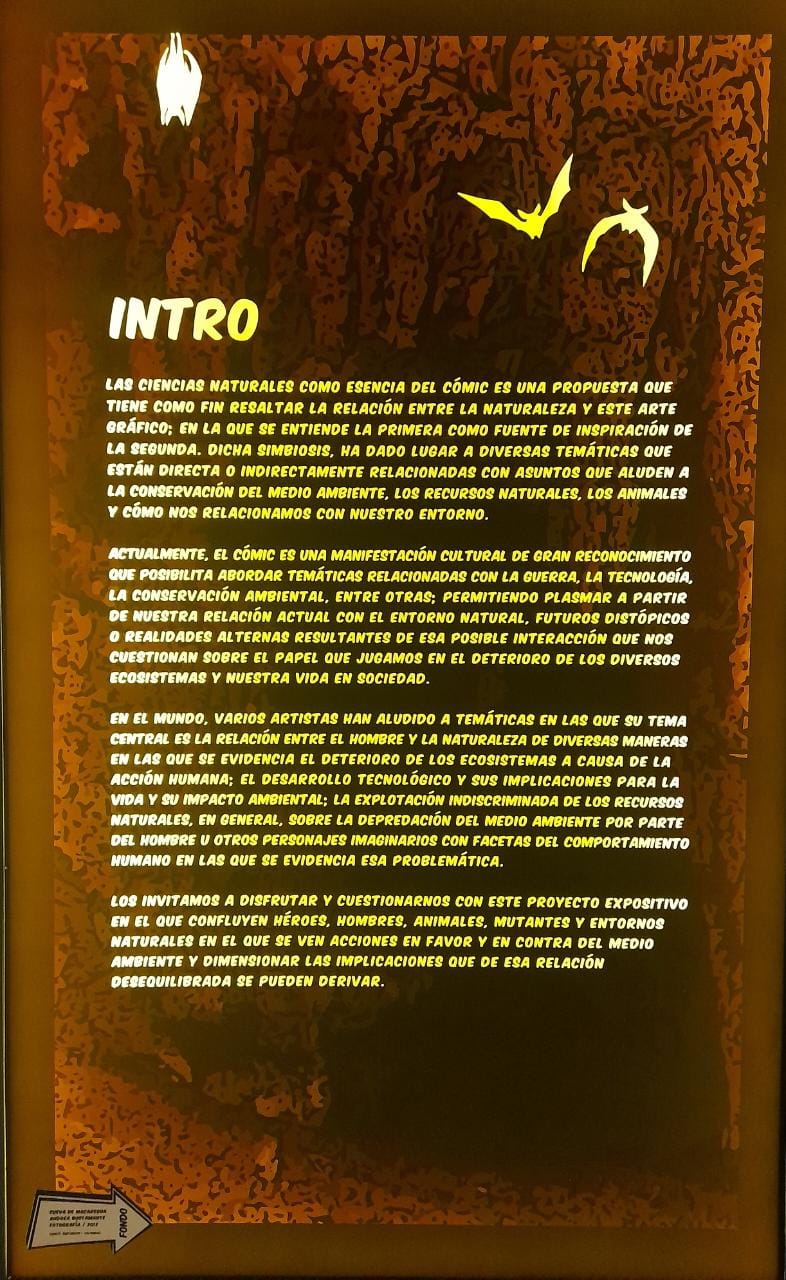 INTRO
LAS CIENCIAS NATURALES COMO ESENCIA DEL CÓMIC ES UNA PROPUESTA QUE
TIENE COMO FIN RESALTAR LA RELACIÓN ENTRE LA NATURALEZA Y ESTE ARTE
GRÁFICO; EN LA QUE SE ENTIENDE LA PRIMERA COMO FUENTE DE INSPIRACIÓN DE
LA SEGUNDA. DICHA SIMBIOSIS, HA DADO LUGAR A DIVERSAS TEMÁTICAS QUE
ESTÁN DIRECTA O INDIRECTAMENTE RELACIONADAS CON ASUNTOS QUE ALUDEN A
LA CONSERVACIÓN DEL MEDIO AMBIENTE, LOS RECURSOS NATURALES, LOS ANIMALES
Y CÓMO NOS RELACIONAMOS CON NUESTRO ENTORNO.
ACTUALMENTE, EL CÓMIC ES UNA MANIFESTACIÓN CULTURAL DE GRAN RECONOCIMIENTO
QUE POSIBILITA ABORDAR TEMÁTICAS RELACIONADAS CON LA GUERRA, LA TECNOLOGÍA,
LA CONSERVACIÓN AMBIENTAL, ENTRE OTRAS; PERMITIENDO PLASMAR A PARTIR
DE NUESTRA RELACIÓN ACTUAL CON EL ENTORNO NATURAL, FUTUROS DISTÓPICOS
O REALIDADES ALTERNAS RESULTANTES DE ESA POSIBLE INTERACCIÓN QUE NOS
CUESTIONAN SOBRE EL PAPEL QUE JUGAMOS EN EL DETERIORO DE LOS DIVERSOS
ECOSISTEMAS Y NUESTRA VIDA EN SOCIEDAD.
EN EL MUNDO, VARIOS ARTISTAS HAN ALUDIDO A TEMÁTICAS EN LAS QUE SU TEMA
CENTRAL ES LA RELACIÓN ENTRE EL HOMBRE Y LA NATURALEZA DE DIVERSAS MANERAS
EN LAS QUE SE EVIDENCIA EL DETERIORO DE LOS ECOSISTEMAS A CAUSA DE LA
ACCIÓN HUMANA; EL DESARROLLO TECNOLÓGICO Y SUS IMPLICACIONES PARA LA
VIDA Y SU IMPACTO AMBIENTAL; LA EXPLOTACIÓN INDISCRIMINADA DE LOS RECURSOS
NATURALES, EN GENERAL, SOBRE LA DEPREDACIÓN DEL MEDIO AMBIENTE POR PARTE
DEL HOMBRE U OTROS PERSONAJES IMAGINARIOS CON FACETAS DEL COMPORTAMIENTO
HUMANO EN LAS QUE SE EVIDENCIA ESA PROBLEMÁTICA.
LOS INVITAMOS A DISFRUTAR Y CUESTIONARNOS CON ESTE PROYECTO EXPOSITIVO
EN EL QUE CONFLUYEN HÉROES, HOMBRES, ANIMALES, MUTANTES Y ENTORNOS
NATURALES EN EL QUE SE VEN ACCIONES EN FAVOR Y EN CONTRA DEL MEDIO
AMBIENTE Y DIMENSIONAR LAS IMPLICACIONES QUE DE ESA RELACIÓN
DESEQUILIBRADA SE PUEDEN DERIVAR.
CUEVA DE MACAREGUA
BUSTAMANTE
FOTOGRAFÍA /
FONDO